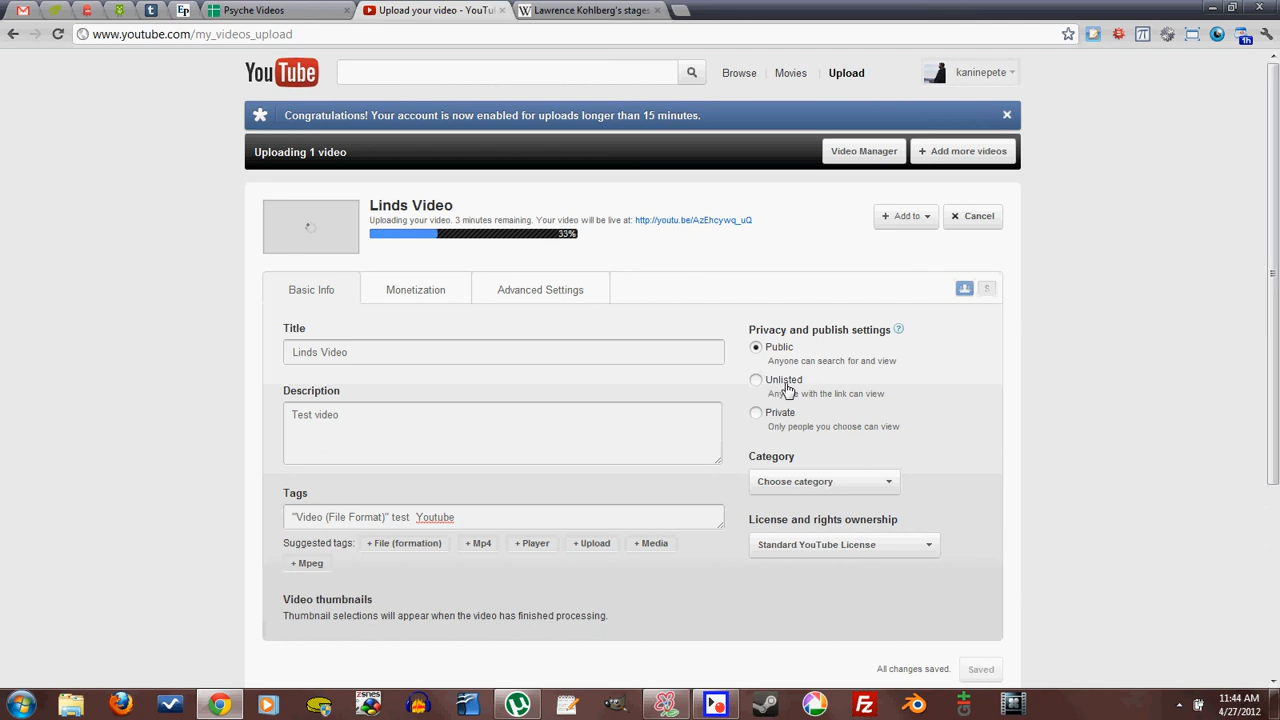 Psyche Videos × Upload your video - YouTu × Lawrence Kohlberg's stages ×
www.youtube.com/my_videos_upload
YouTube Browse Movies Upload kaninepete
Congratulations! Your account is now enabled for uploads longer than 15 minutes.
Uploading 1 video Video Manager + Add more videos
Linds Video
Uploading your video. 3 minutes remaining. Your video will be live at: http://youtu.be/AzEhcywq_uQ
+ Add to × Cancel
33%
Basic Info Monetization Advanced Settings
Title
Linds Video
Description
Test video
Tags
"Video (File Format)" test Youtube
Suggested tags: + File (formation) + Mp4 + Player + Upload + Media
+ Mpeg
Video thumbnails
Thumbnail selections will appear when the video has finished processing.
Privacy and publish settings ?
Public
Anyone can search for and view
Unlisted
with the link can view
Private
Only people you choose can view
Category
Choose category
License and rights ownership
Standard YouTube License
All changes saved. Saved
11:44 AM
4/27/2012